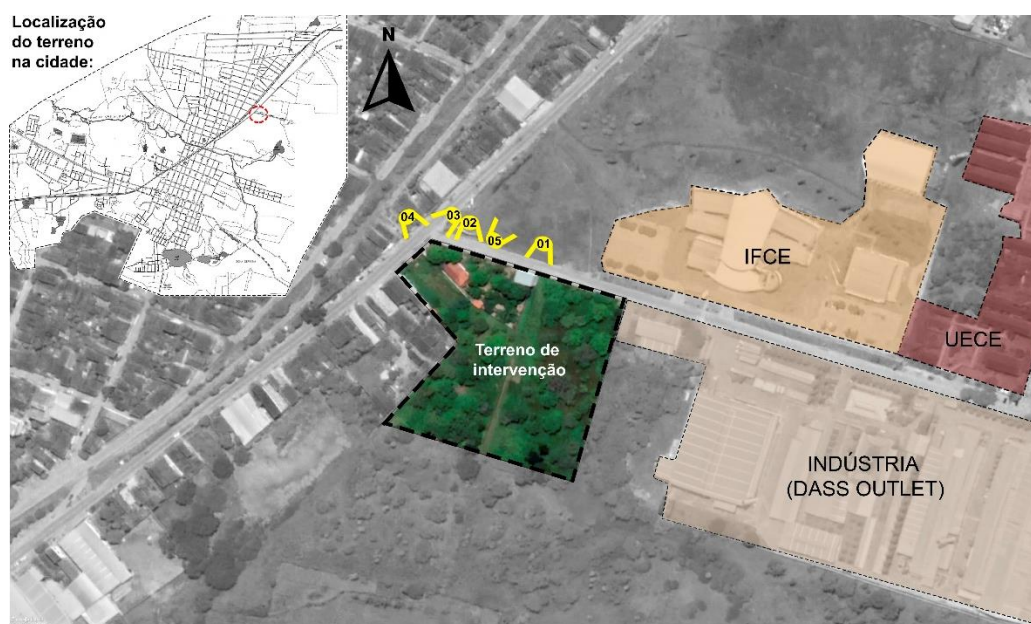 Localização
do terreno
na cidade:
N
04
03
02
05
01
IFCE
UECE
Terreno de
intervenção
INDÚSTRIA
(DASS OUTLET)